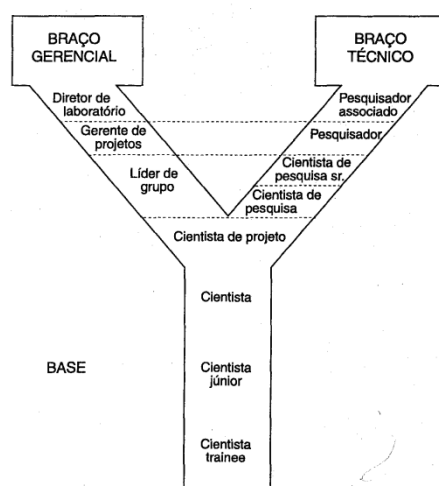 BRAÇO
GERENCIAL
BRAÇO
TÉCNICO
Diretor de
laboratório
Pesquisador
associado
Gerente de
projetos
Pesquisador
Líder de
grupo
Cientista de
pesquisa sr.
Cientista de
pesquisa
Cientista de projeto
Cientista
BASE
Cientista
júnior
Cientista
trainee